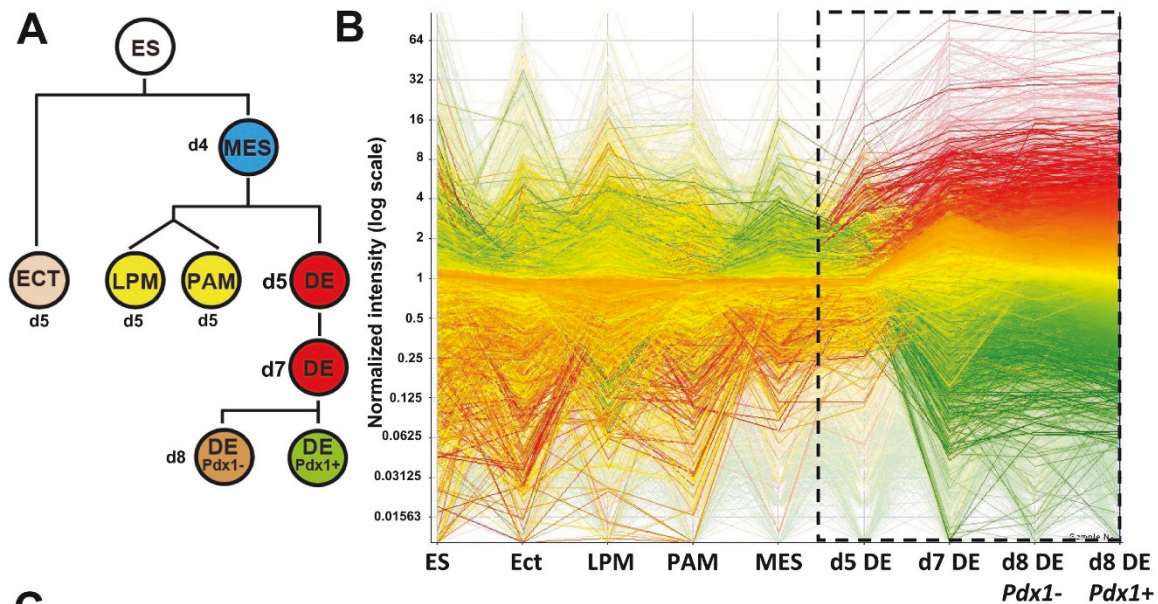 A
ES
d4
MES
ECT
LPM
PAM
d5
DE
d5
d5
d5
d7
DE
d8
DE
Pdx1-
DE
Pdx1+
B
Normalized intensity (log scale)
64
32
16
8
4
2
1
0.5
0.25
0.125
0.0625
0.03125
0.01563
ES
Ect
LPM
PAM
MES
d5 DE
d7 DE
d8 DE
Pdx1-
d8 DE
Pdx1+